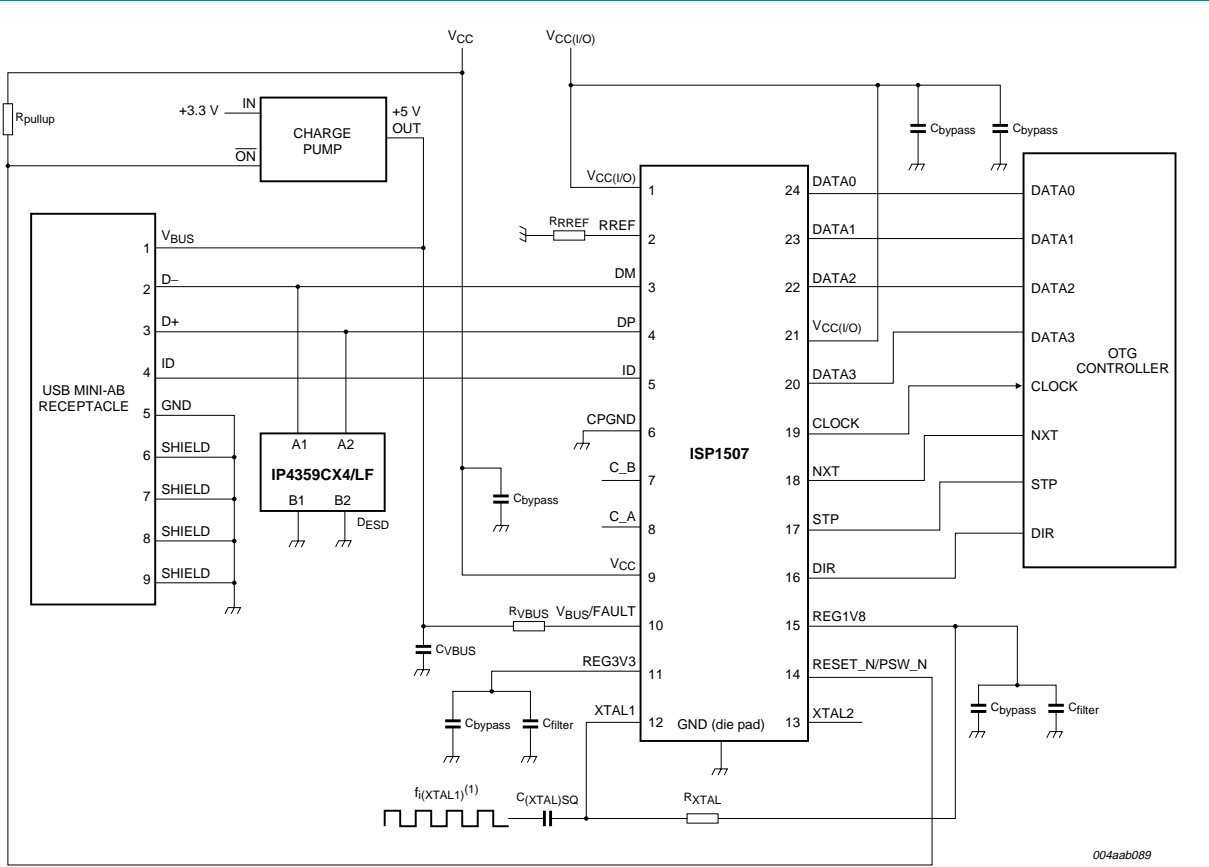 VCC
VCC(I/O)
Rpullup
+3.3 V
IN
ON
CHARGE
PUMP
+5 V
OUT
Cbypass
Cbypass
USB MINI-AB
RECEPTACLE
1
VBUS
2
D−
3
D+
4
ID
5
GND
6
SHIELD
7
SHIELD
8
SHIELD
9
SHIELD
A1
A2
IP4359CX4/LF
B1
B2
DESD
Cbypass
CVBUS
RVBUS
RRREF
ISP1507
GND (die pad)
VCC(I/O)
1
RREF
2
DM
3
DP
4
ID
5
CPGND
6
C_B
7
C_A
8
VCC
9
VBUS/FAULT
10
REG3V3
11
XTAL1
12
24
DATA0
23
DATA1
22
DATA2
21
VCC(I/O)
20
DATA3
19
CLOCK
18
NXT
17
STP
16
DIR
15
REG1V8
14
RESET_N/PSW_N
13
XTAL2
DATA0
DATA1
DATA2
DATA3
OTG
CONTROLLER
CLOCK
NXT
STP
DIR
Cbypass
Cfilter
Cbypass
Cfilter
fi(XTAL1)(1)
C(XTAL)SQ
RXTAL
004aab089